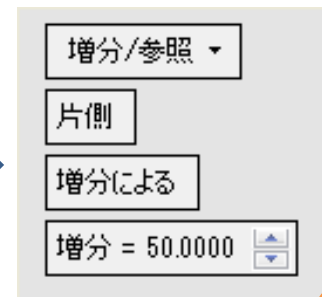 増分/参照
片側
増分による
増分 = 50.0000